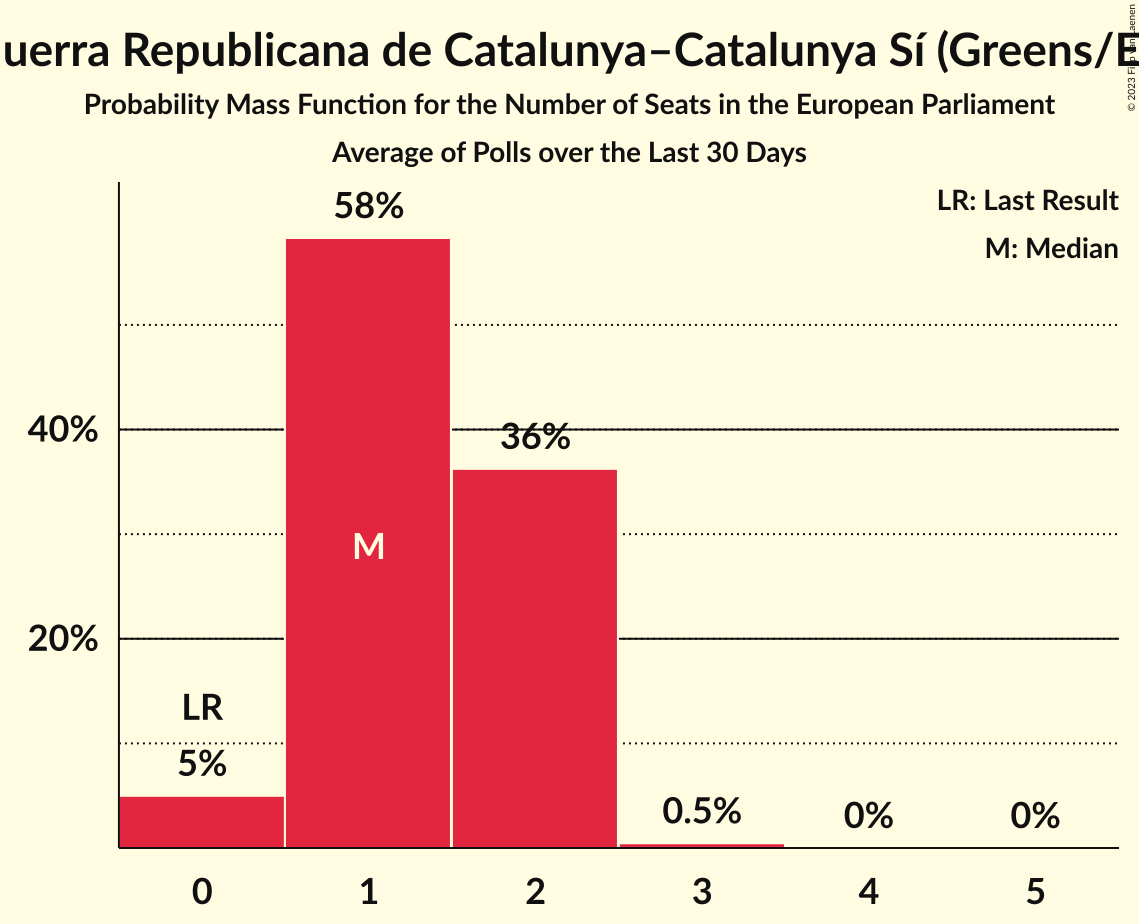 uerra Republicana de Catalunya–Catalunya Sí (Greens/E
Probability Mass Function for the Number of Seats in the European Parliament
Average of Polls over the Last 30 Days
LR: Last Result
M: Median
58%
40%
36%
M
20%
LR
5%
0.5%
0%
0%
0
1
2
3
4
5
© 2023 Filip